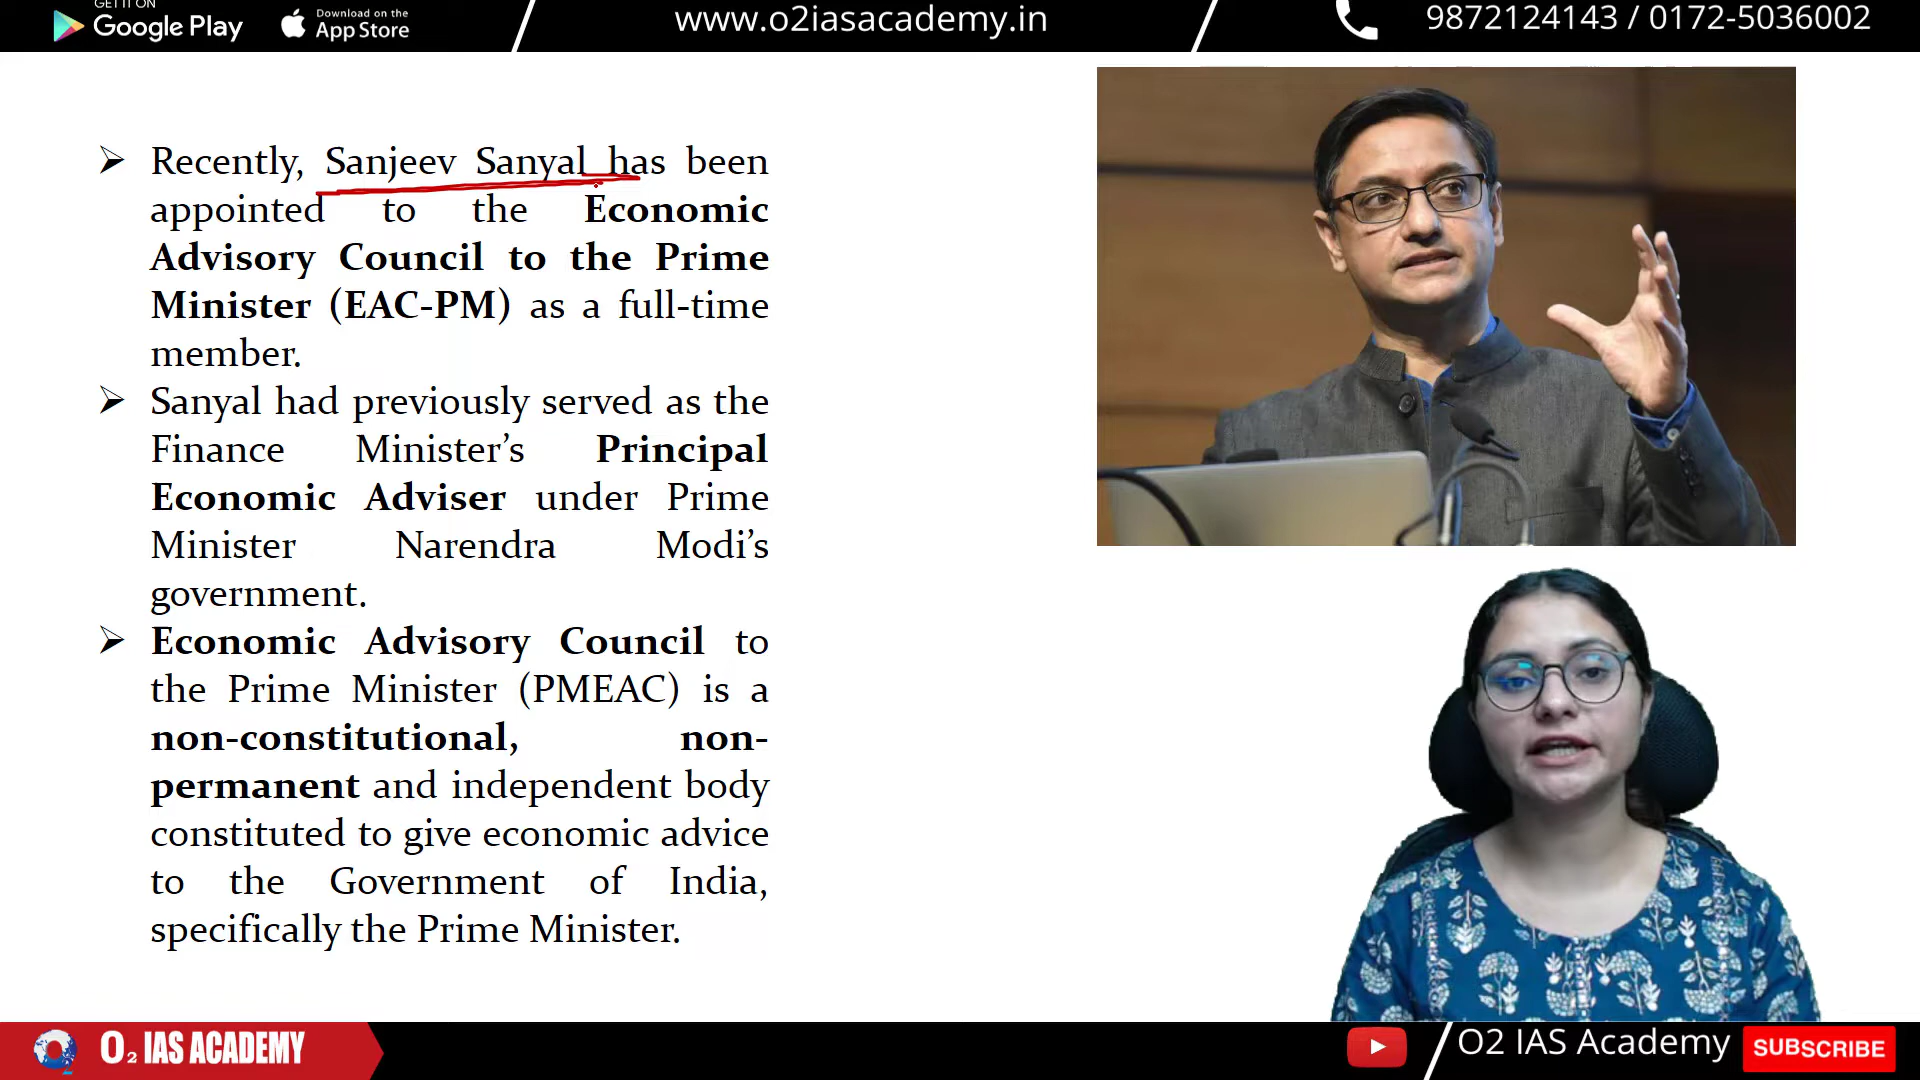 GET IT ON
Google Play
Download on the
App Store
www.o2iasacademy.in
9872124143 / 0172-5036002
➢ Recently, Sanjeev Sanyal has been
appointed to the Economic
Advisory Council to the Prime
Minister (EAC-PM) as a full-time
member.
➢ Sanyal had previously served as the
Finance Minister’s Principal
Economic Adviser under Prime
Minister Narendra Modi’s
government.
➢ Economic Advisory Council to
the Prime Minister (PMEAC) is a
non-constitutional, non-
permanent and independent body
constituted to give economic advice
to the Government of India,
specifically the Prime Minister.
O₂ IAS ACADEMY
O2 IAS Academy
SUBSCRIBE